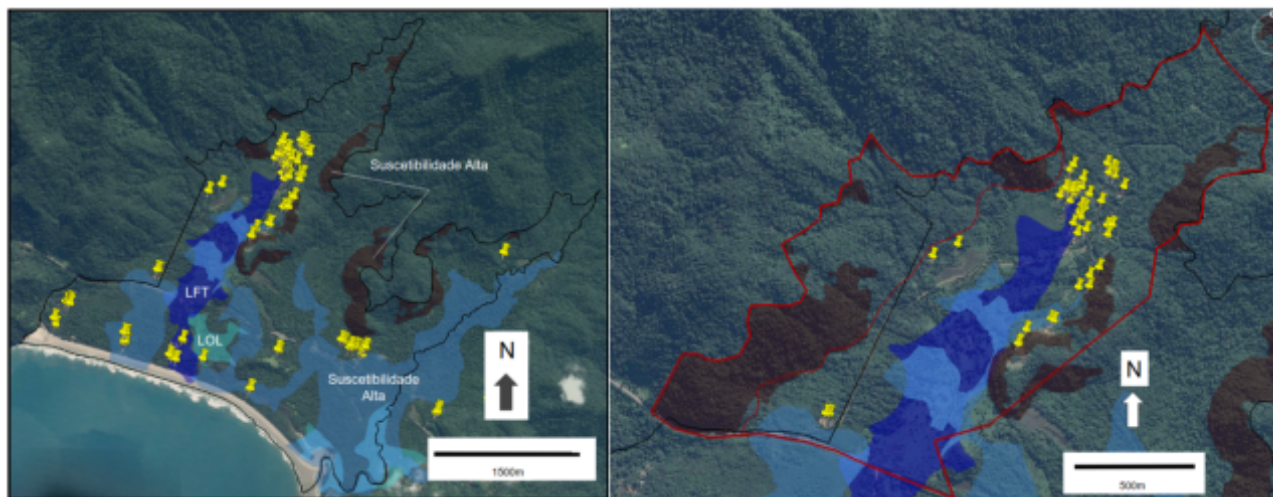 Suscetibilidade Alta
LFT
LOL
Suscetibilidade
Alta
N
1500m
N
500m